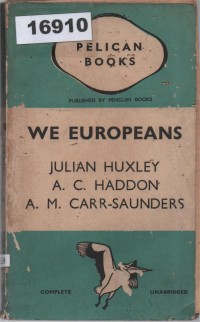 16910
PELICAN
BOOKS
PUBLISHED BY PENGUIN BOOKS
WE EUROPEANS
JULIAN HUXLEY
A. C. HADDON
A. M. CARR-SAUNDERS
COMPLETE UNABRIDGED